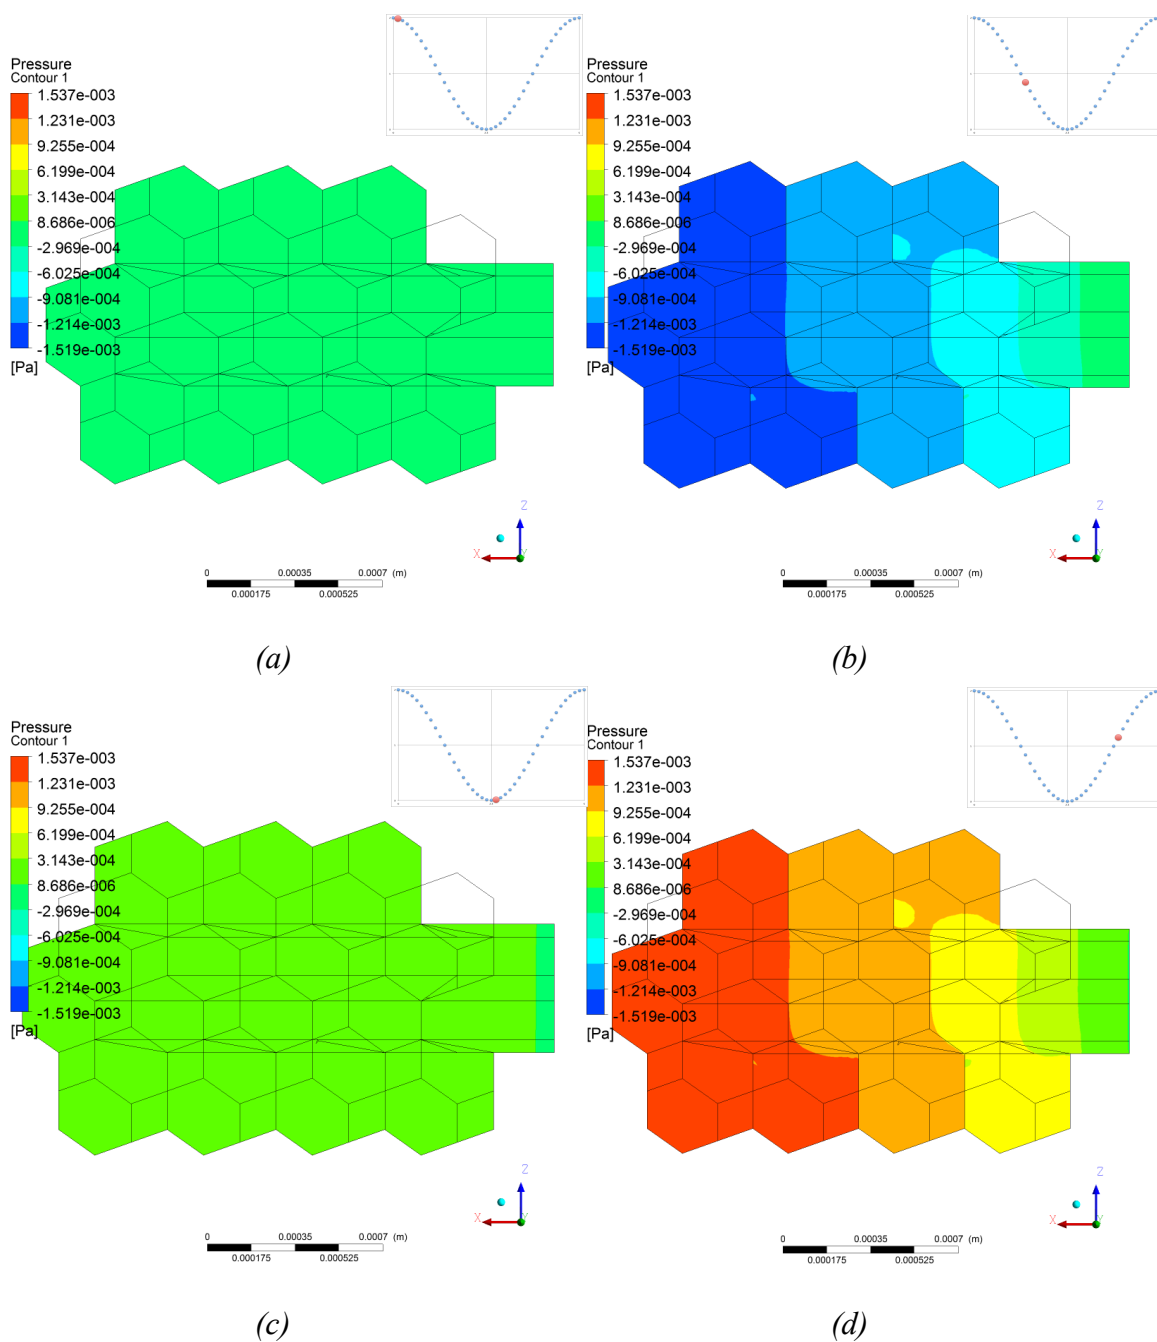 Pressure
Contour 1
1.537e-003
1.231e-003
9.255e-004
6.199e-004
3.143e-004
8.686e-006
-2.969e-004
-6.025e-004
-9.081e-004
-1.214e-003
-1.519e-003
[Pa]
Z
X
Y
0 0.00035 0.0007 (m)
0.000175 0.000525
(a)
Pressure
Contour 1
1.537e-003
1.231e-003
9.255e-004
6.199e-004
3.143e-004
8.686e-006
-2.969e-004
-6.025e-004
-9.081e-004
-1.214e-003
-1.519e-003
[Pa]
Z
X
Y
0 0.00035 0.0007 (m)
0.000175 0.000525
(b)
Pressure
Contour 1
1.537e-003
1.231e-003
9.255e-004
6.199e-004
3.143e-004
8.686e-006
-2.969e-004
-6.025e-004
-9.081e-004
-1.214e-003
-1.519e-003
[Pa]
Z
X
Y
0 0.00035 0.0007 (m)
0.000175 0.000525
(c)
Pressure
Contour 1
1.537e-003
1.231e-003
9.255e-004
6.199e-004
3.143e-004
8.686e-006
-2.969e-004
-6.025e-004
-9.081e-004
-1.214e-003
-1.519e-003
[Pa]
Z
X
Y
0 0.00035 0.0007 (m)
0.000175 0.000525
(d)